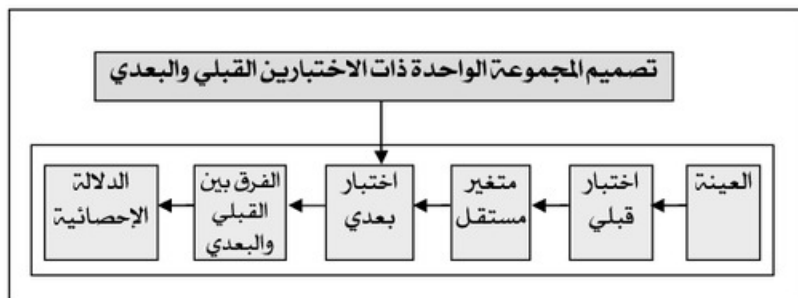 تصميم المجموعة الواحدة ذات الاختبارين القبلي والبعدي
العينة
اختبار
قبلي
متغير
مستقل
اختبار
بعدي
الفرق بين
القبلي
والبعدي
الدلالة
الإحصائية